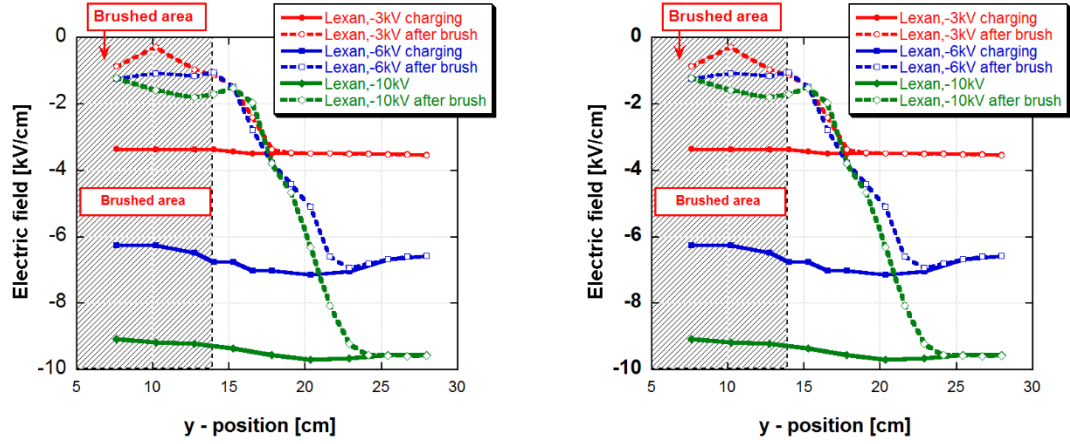 Brushed area
Lexan,-3kV charging
Lexan,-3kV after brush
Lexan,-6kV charging
Lexan,-6kV after brush
Lexan,-10kV
Lexan,-10kV after brush
0
-2
-4
-6
-8
-10
Electric field [kV/cm]
Brushed area
5
10
15
20
25
30
y - position [cm]
Brushed area
Lexan,-3kV charging
Lexan,-3kV after brush
Lexan,-6kV charging
Lexan,-6kV after brush
Lexan,-10kV
Lexan,-10kV after brush
0
-2
-4
-6
-8
-10
Electric field [kV/cm]
Brushed area
5
10
15
20
25
30
y - position [cm]